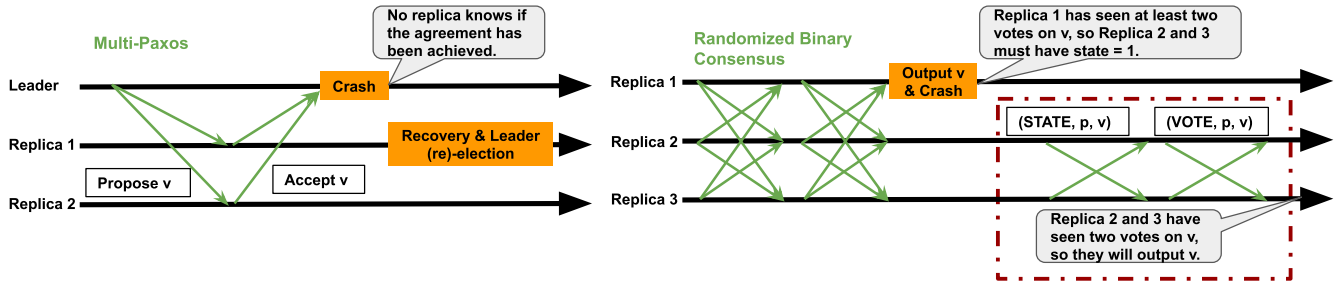 Multi-Paxos
No replica knows if
the agreement has
been achieved.
Leader
Crash
Replica 1
Recovery & Leader
(re)-election
Propose v
Accept v
Replica 2
Randomized Binary
Consensus
Replica 1 has seen at least two
votes on v, so Replica 2 and 3
must have state = 1.
Replica 1
Output v
& Crash
(STATE, p, v)
(VOTE, p, v)
Replica 2
Replica 3
Replica 2 and 3 have
seen two votes on v,
so they will output v.